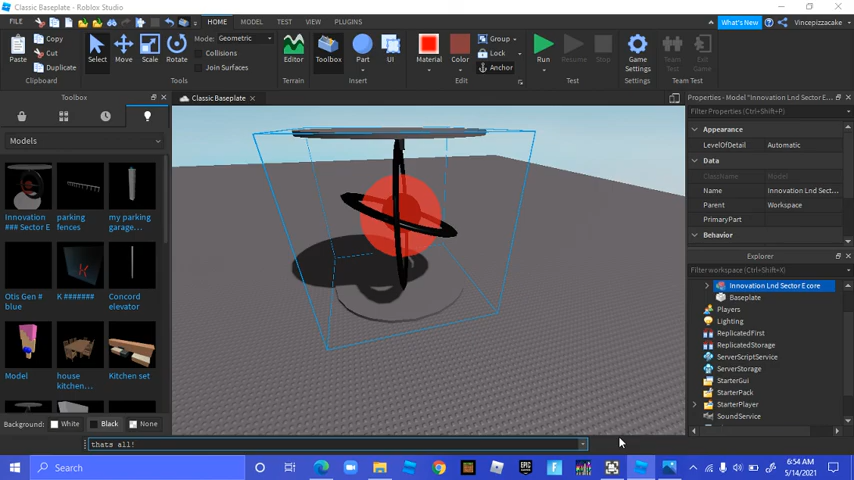 Classic Baseplate - Roblox Studio
FILE HOME MODEL TEST VIEW PLUGINS What's New Vincepizzacake
Paste Copy Cut Duplicate
Clipboard
Select Move Scale Rotate
Mode: Geometric
Collisions
Join Surfaces
Tools
Editor
Terrain
Toolbox Part UI
Insert
Material Color
Group
Lock
Anchor
Edit
Run Resume Stop
Test
Game Settings
Settings
Team Test Exit Game
Team Test
Toolbox
Models
Innovation ### Sector E
parking fences
my parking garage...
Otis Gen # blue
K #######
Concord elevator
Model
house kitchen...
Kitchen set
Background: White Black None
Classic Baseplate
Properties - Model "Innovation Lnd Sector E...
Filter Properties (Ctrl+Shift+P)
Appearance
LevelOfDetail Automatic
Data
ClassName Model
Name Innovation Lnd Sect...
Parent Workspace
PrimaryPart
Behavior
Explorer
Filter workspace (Ctrl+Shift+X)
Innovation Lnd Sector E core
Baseplate
Players
Lighting
ReplicatedFirst
ReplicatedStorage
ServerScriptService
ServerStorage
StarterGui
StarterPack
StarterPlayer
SoundService
thats all!
Search
EPIC
6:54 AM
5/14/2021